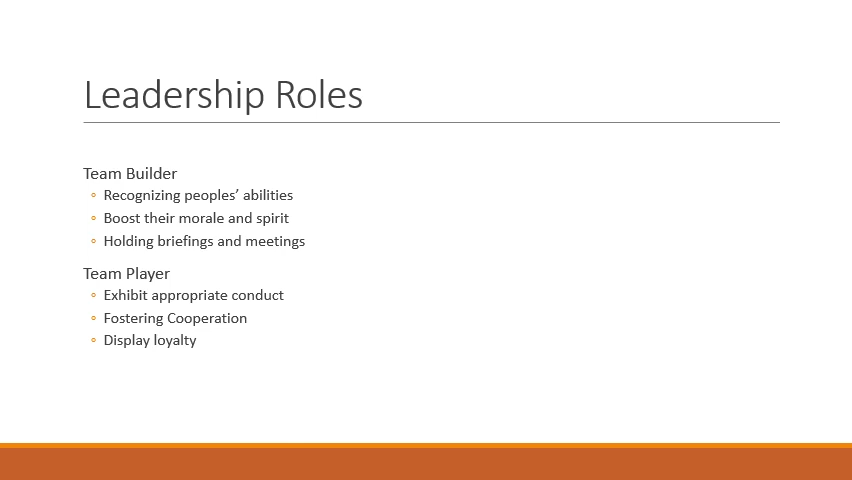 Leadership Roles
Team Builder
◦ Recognizing peoples’ abilities
◦ Boost their morale and spirit
◦ Holding briefings and meetings
Team Player
◦ Exhibit appropriate conduct
◦ Fostering Cooperation
◦ Display loyalty